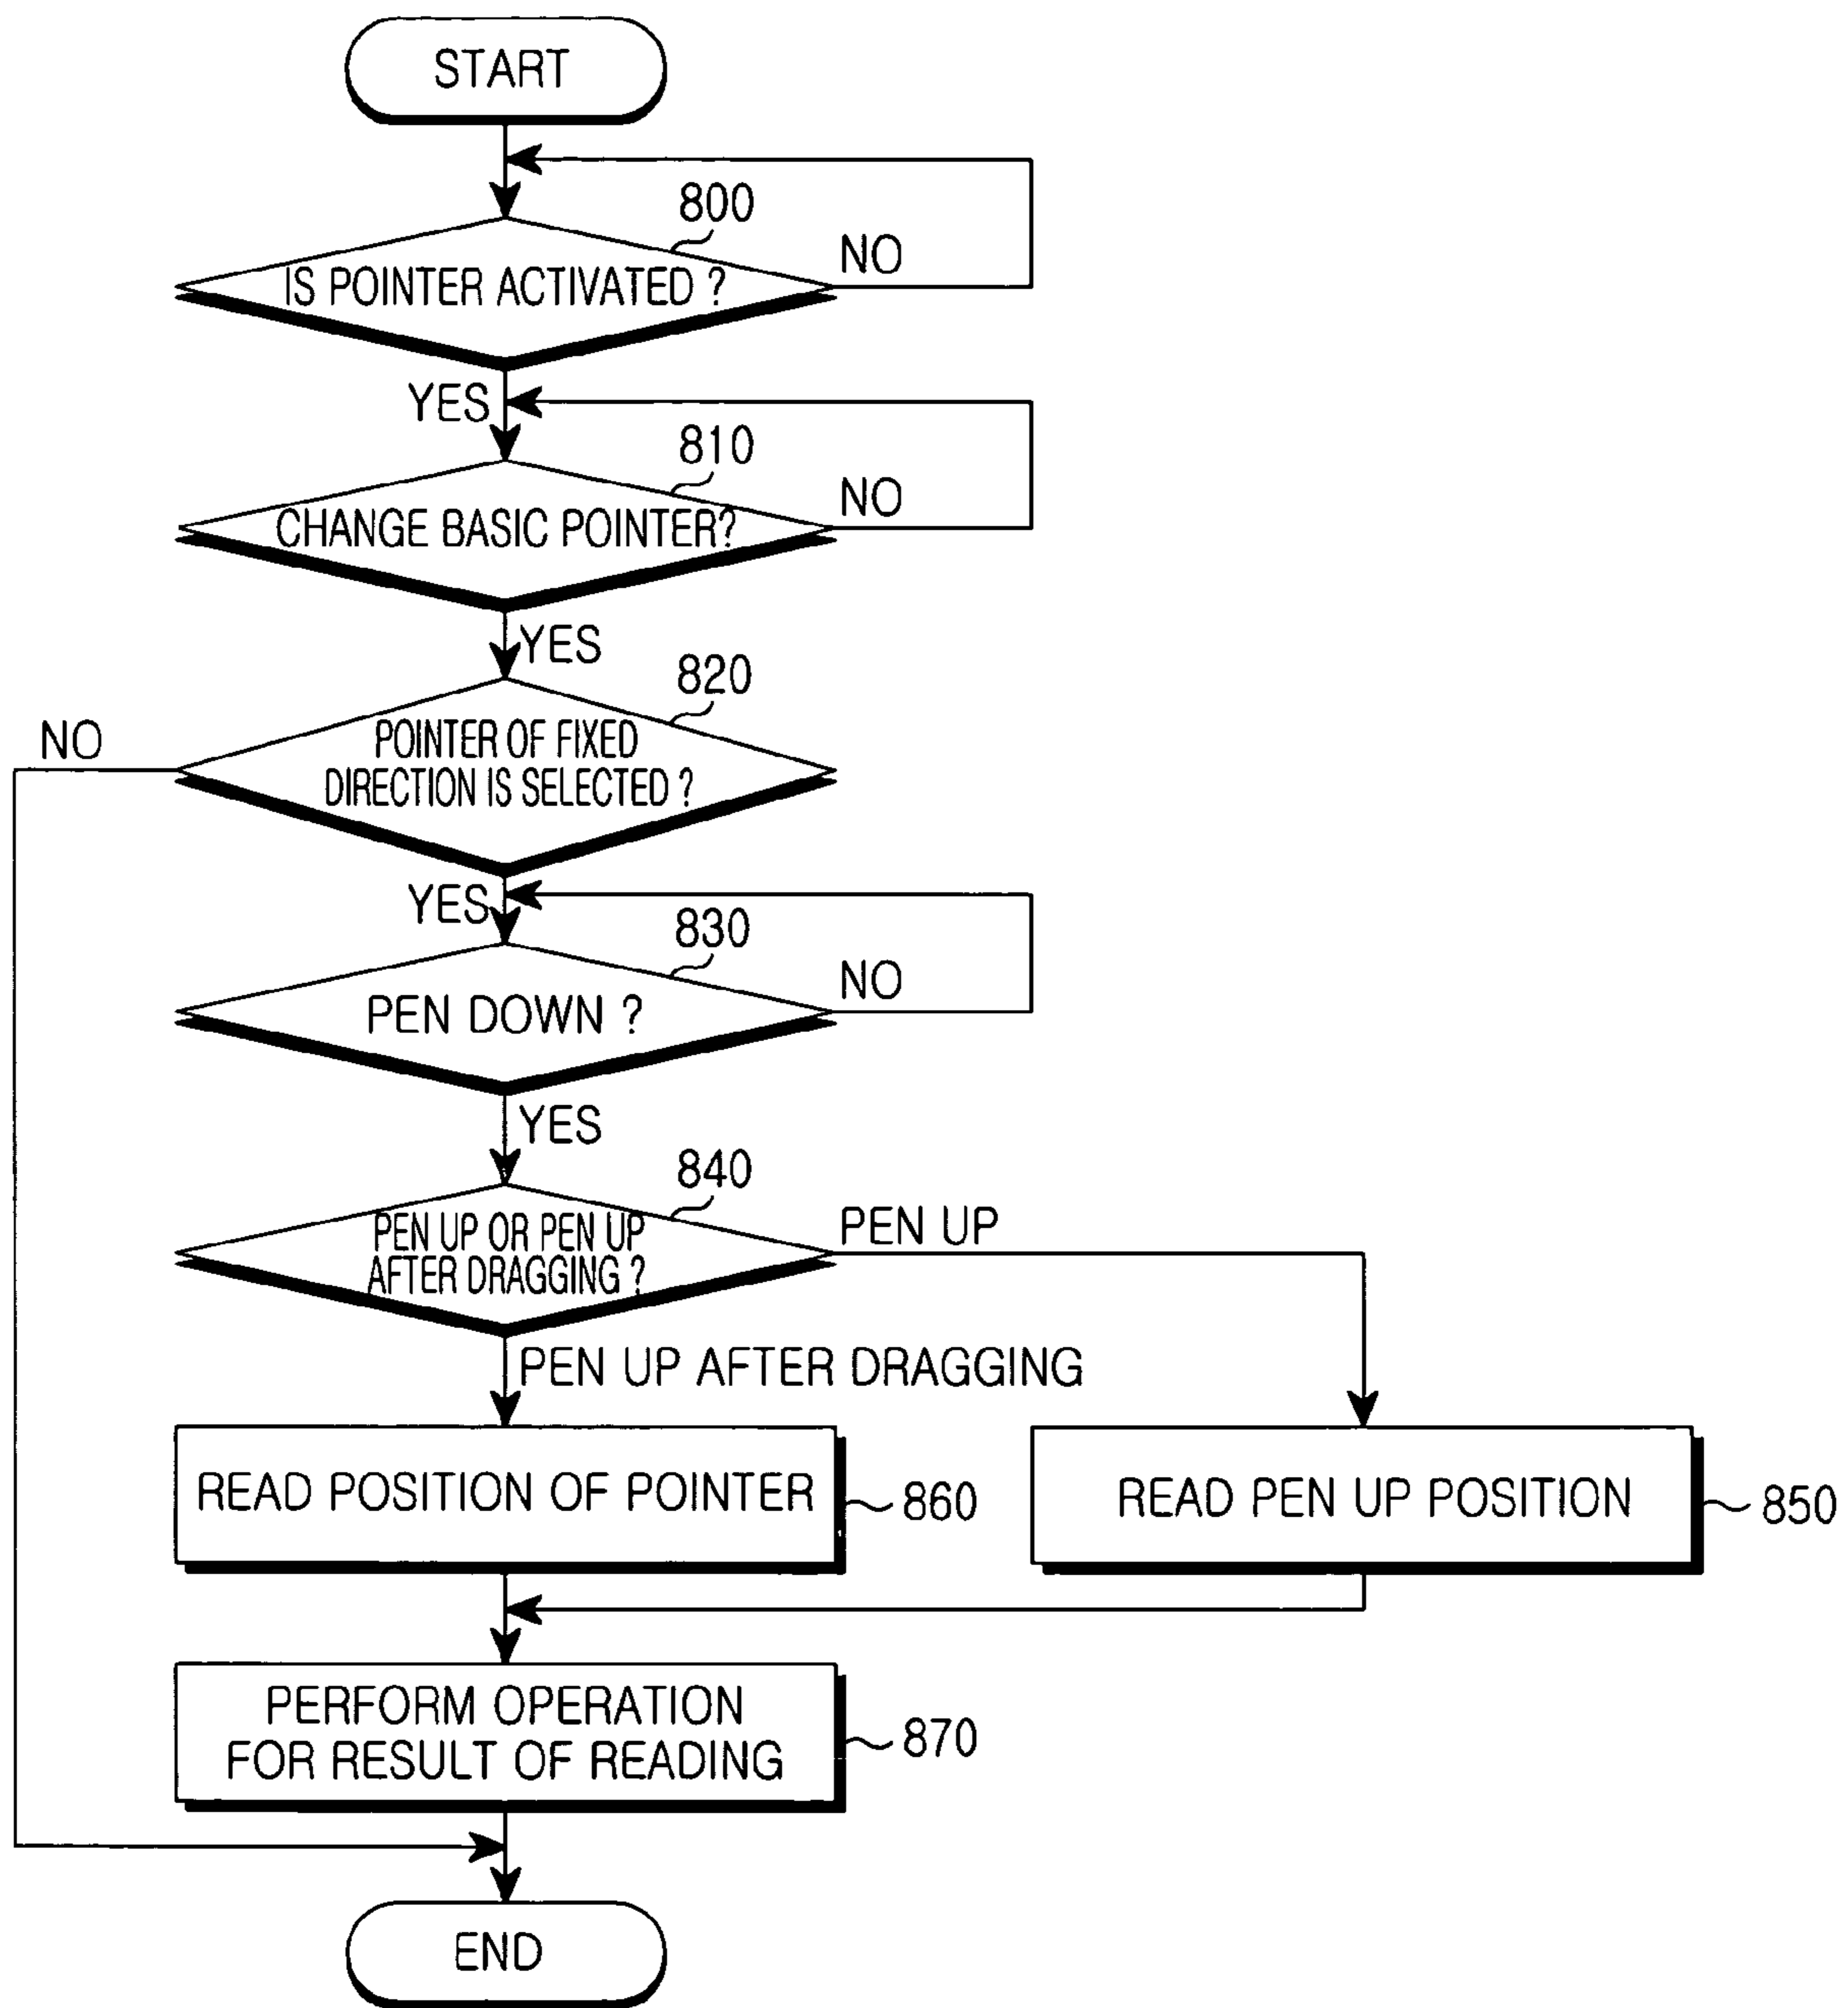 START
800
IS POINTER ACTIVATED ?
NO
YES
810
CHANGE BASIC POINTER?
NO
YES
820
NO
POINTER OF FIXED
DIRECTION IS SELECTED ?
YES
830
PEN DOWN ?
NO
YES
840
PEN UP OR PEN UP
AFTER DRAGGING ?
PEN UP
PEN UP AFTER DRAGGING
READ POSITION OF POINTER
860
READ PEN UP POSITION
850
PERFORM OPERATION
FOR RESULT OF READING
870
END